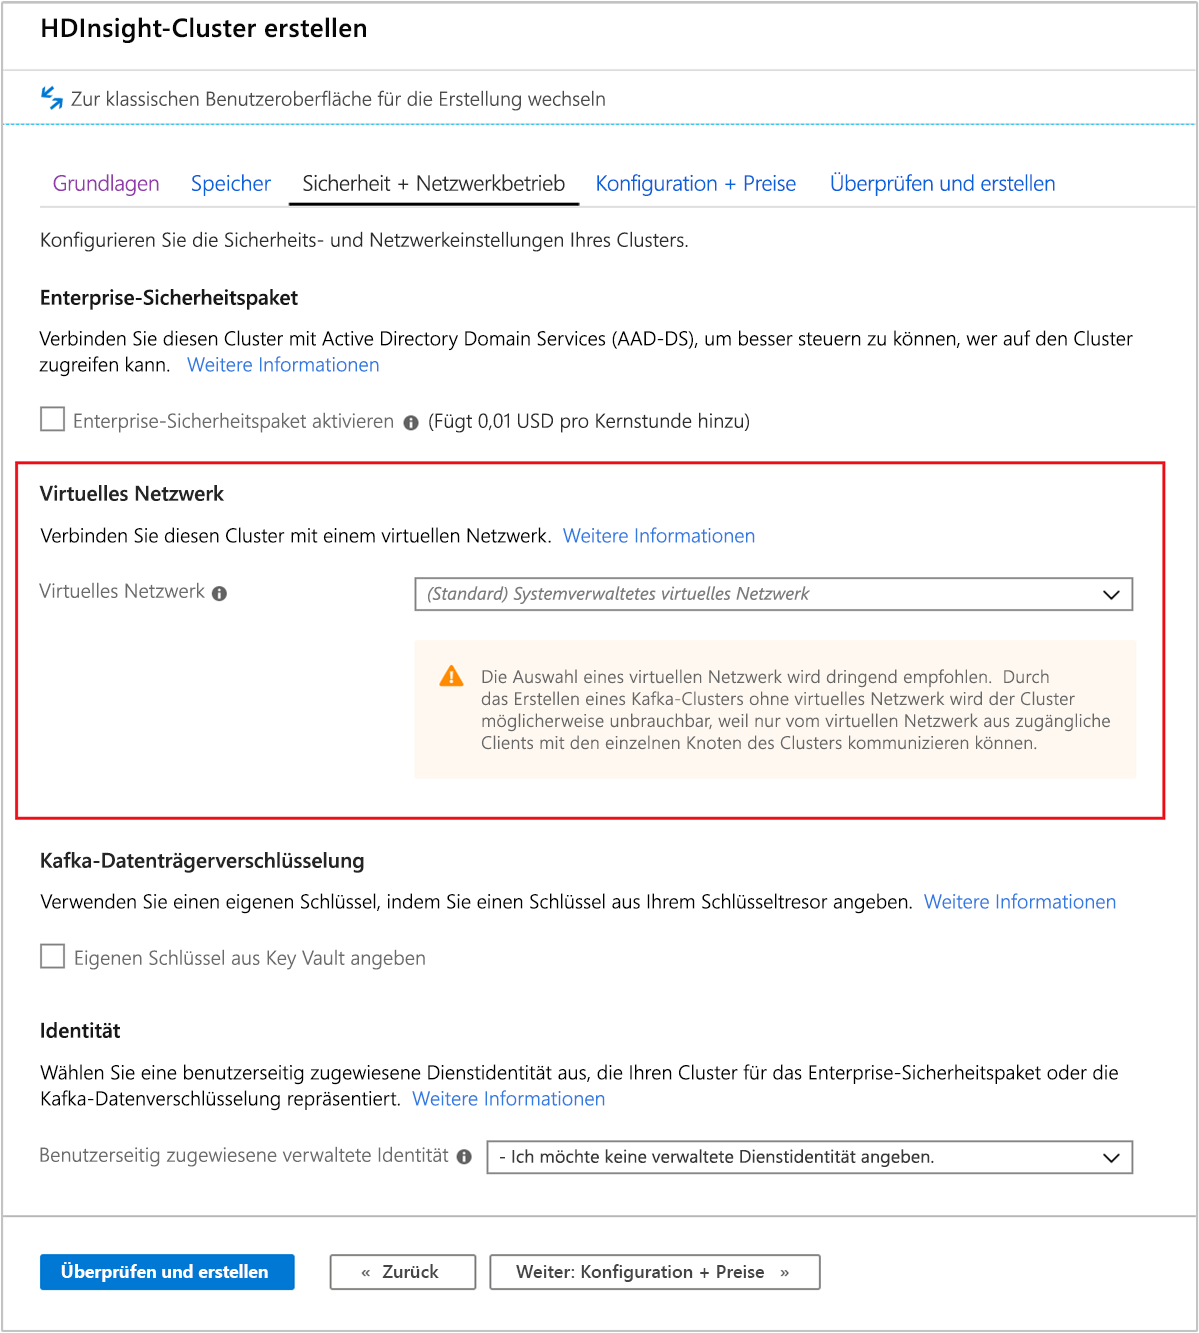 HDInsight-Cluster erstellen
Zur klassischen Benutzeroberfläche für die Erstellung wechseln
Grundlagen Speicher Sicherheit + Netzwerkbetrieb Konfiguration + Preise Überprüfen und erstellen
Konfigurieren Sie die Sicherheits- und Netzwerkeinstellungen Ihres Clusters.
Enterprise-Sicherheitspaket
Verbinden Sie diesen Cluster mit Active Directory Domain Services (AAD-DS), um besser steuern zu können, wer auf den Cluster
zugreifen kann. Weitere Informationen
Enterprise-Sicherheitspaket aktivieren (Fügt 0,01 USD pro Kernstunde hinzu)
Virtuelles Netzwerk
Verbinden Sie diesen Cluster mit einem virtuellen Netzwerk. Weitere Informationen
Virtuelles Netzwerk (Standard) Systemverwaltetes virtuelles Netzwerk
Die Auswahl eines virtuellen Netzwerk wird dringend empfohlen. Durch
das Erstellen eines Kafka-Clusters ohne virtuelles Netzwerk wird der Cluster
möglicherweise unbrauchbar, weil nur vom virtuellen Netzwerk aus zugängliche
Clients mit den einzelnen Knoten des Clusters kommunizieren können.
Kafka-Datenträgerverschlüsselung
Verwenden Sie einen eigenen Schlüssel, indem Sie einen Schlüssel aus Ihrem Schlüsseltresor angeben. Weitere Informationen
Eigenen Schlüssel aus Key Vault angeben
Identität
Wählen Sie eine benutzerseitig zugewiesene Dienstidentität aus, die Ihren Cluster für das Enterprise-Sicherheitspaket oder die
Kafka-Datenverschlüsselung repräsentiert. Weitere Informationen
Benutzerseitig zugewiesene verwaltete Identität - Ich möchte keine verwaltete Dienstidentität angeben.
Überprüfen und erstellen « Zurück Weiter: Konfiguration + Preise »